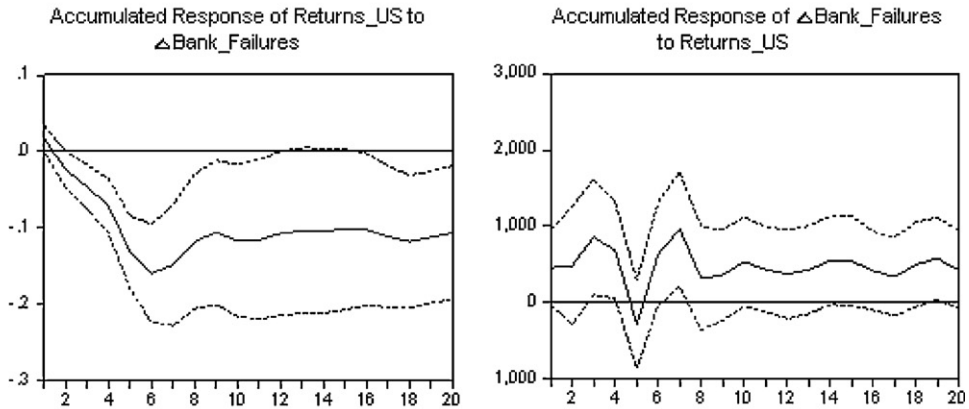 Accumulated Response of Returns_US to
△Bank_Failures
.1
.0
-.1
-.2
-.3
2 4 6 8 10 12 14 16 18 20
Accumulated Response of △Bank_Failures
to Returns_US
3,000
2,000
1,000
0
1,000
2 4 6 8 10 12 14 16 18 20